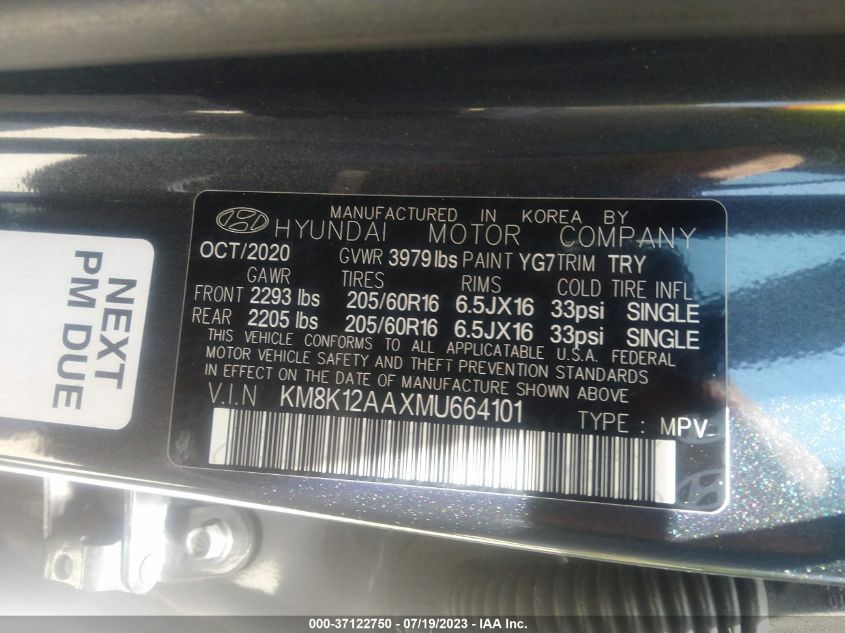 MANUFACTURED IN KOREA BY
HYUNDAI MOTOR COMPANY
OCT/2020 GVWR 3979 lbs PAINT YG7 TRIM TRY
GAWR TIRES RIMS COLD TIRE INFL
FRONT 2293 lbs 205/60R16 6.5JX16 33psi SINGLE
REAR 2205 lbs 205/60R16 6.5JX16 33psi SINGLE
THIS VEHICLE CONFORMS TO ALL APPLICATABLE U.S.A. FEDERAL
MOTOR VEHICLE SAFETY AND THEFT PREVENTION STANDARDS
IN EFFECT ON THE DATE OF MANUFACTURE SHOWN ABOVE
V.I.N KM8K12AAXMU664101 TYPE : MPV
NEXT
PM DUE
000-37122750 - 07/19/2023 - IAA Inc.